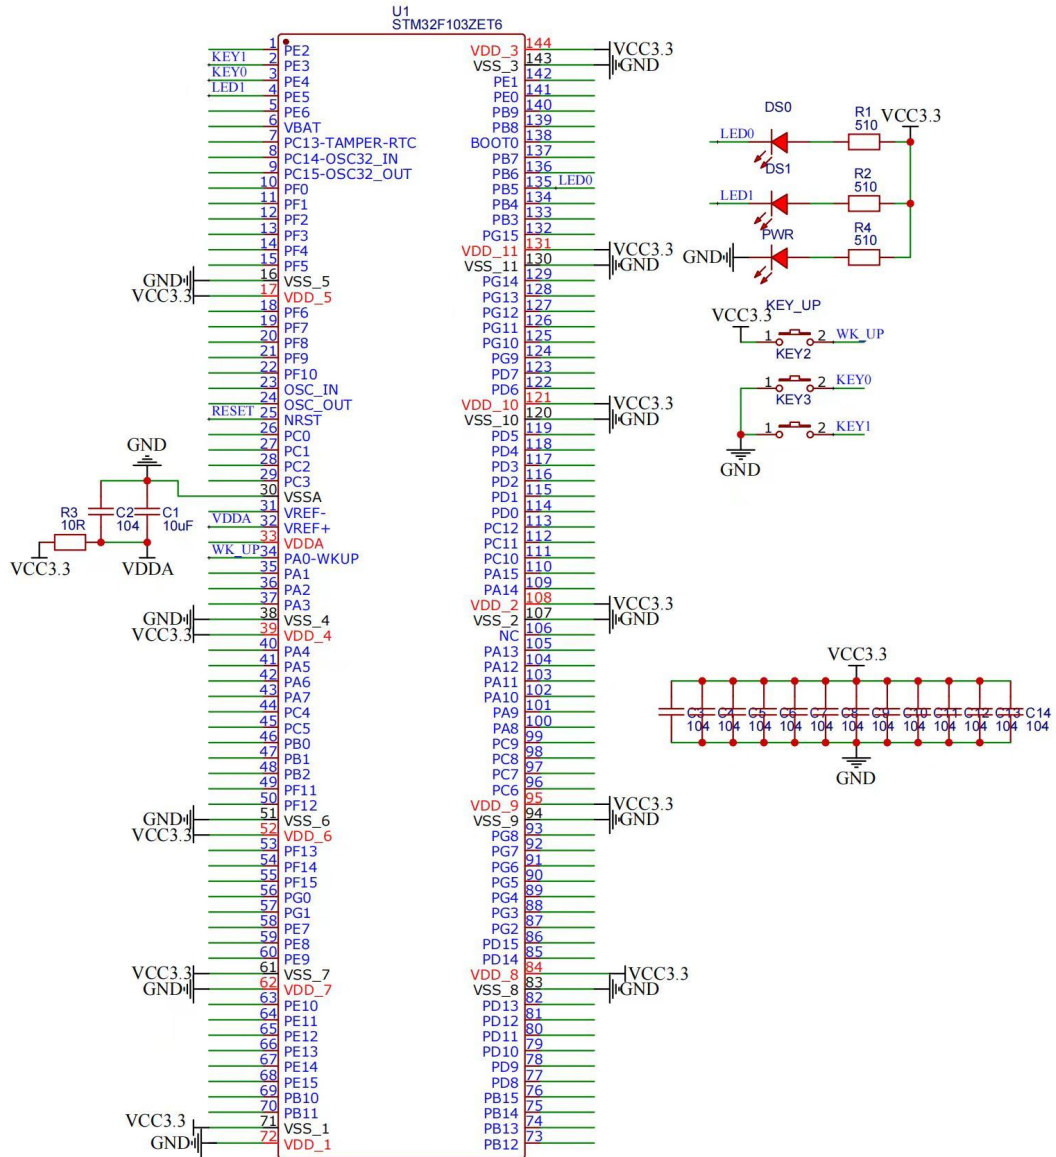 U1
STM32F103ZET6
1 PE2
KEY1 2 PE3
KEY0 3 PE4
LED1 4 PE5
5 PE6
6 VBAT
7 PC13-TAMPER-RTC
8 PC14-OSC32_IN
9 PC15-OSC32_OUT
10 PF0
11 PF1
12 PF2
13 PF3
14 PF4
15 PF5
GND 16 VSS_5
VCC3.3 17 VDD_5
18 PF6
19 PF7
20 PF8
21 PF9
22 PF10
23 OSC_IN
24 OSC_OUT
RESET 25 NRST
26 PC0
27 PC1
28 PC2
29 PC3
30 VSSA
31 VREF-
VDDA 32 VREF+
33 VDDA
WK_UP 34 PA0-WKUP
35 PA1
36 PA2
37 PA3
GND 38 VSS_4
VCC3.3 39 VDD_4
40 PA4
41 PA5
42 PA6
43 PA7
44 PC4
45 PC5
46 PB0
47 PB1
48 PB2
49 PF11
50 PF12
GND 51 VSS_6
VCC3.3 52 VDD_6
53 PF13
54 PF14
55 PF15
56 PG0
57 PG1
58 PE7
59 PE8
60 PE9
VCC3.3 61 VSS_7
GND 62 VDD_7
63 PE10
64 PE11
65 PE12
66 PE13
67 PE14
68 PE15
69 PB10
70 PB11
VCC3.3 71 VSS_1
GND 72 VDD_1
VDD_3 144 VCC3.3
VSS_3 143 GND
PE1 142
PE0 141
PB9 140
PB8 139
BOOT0 138
PB7 137
PB6 136
PB5 135 LED0
PB4 134
PB3 133
PG15 132
VDD_11 131 VCC3.3
VSS_11 130 GND
PG14 129
PG13 128
PG12 127
PG11 126
PG10 125
PG9 124
PD7 123
PD6 122
VDD_10 121 VCC3.3
VSS_10 120 GND
PD5 119
PD4 118
PD3 117
PD2 116
PD1 115
PD0 114
PC12 113
PC11 112
PC10 111
PA15 110
PA14 109
VDD_2 108 VCC3.3
VSS_2 107 GND
NC 106
PA13 105
PA12 104
PA11 103
PA10 102
PA9 101
PA8 100
PC9 99
PC8 98
PC7 97
PC6 96
VDD_9 95 VCC3.3
VSS_9 94 GND
PG8 93
PG7 92
PG6 91
PG5 90
PG4 89
PG3 88
PG2 87
PD15 86
PD14 85
VDD_8 84 VCC3.3
VSS_8 83 GND
PD13 82
PD12 81
PD11 80
PD10 79
PD9 78
PD8 77
PB15 76
PB14 75
PB13 74
PB12 73
GND
R3 C2 C1
10R 104 10uF
VCC3.3 VDDA
DS0 R1 VCC3.3
510
LED0
DS1 R2
510
LED1
PWR R4
510
GND
KEY_UP
VCC3.3
1 2 WK_UP
KEY2
1 2 KEY0
KEY3
1 2 KEY1
GND
VCC3.3
C3 C4 C5 C6 C7 C8 C9 C10 C11 C12 C13 C14
104 104 104 104 104 104 104 104 104 104 104 104
GND